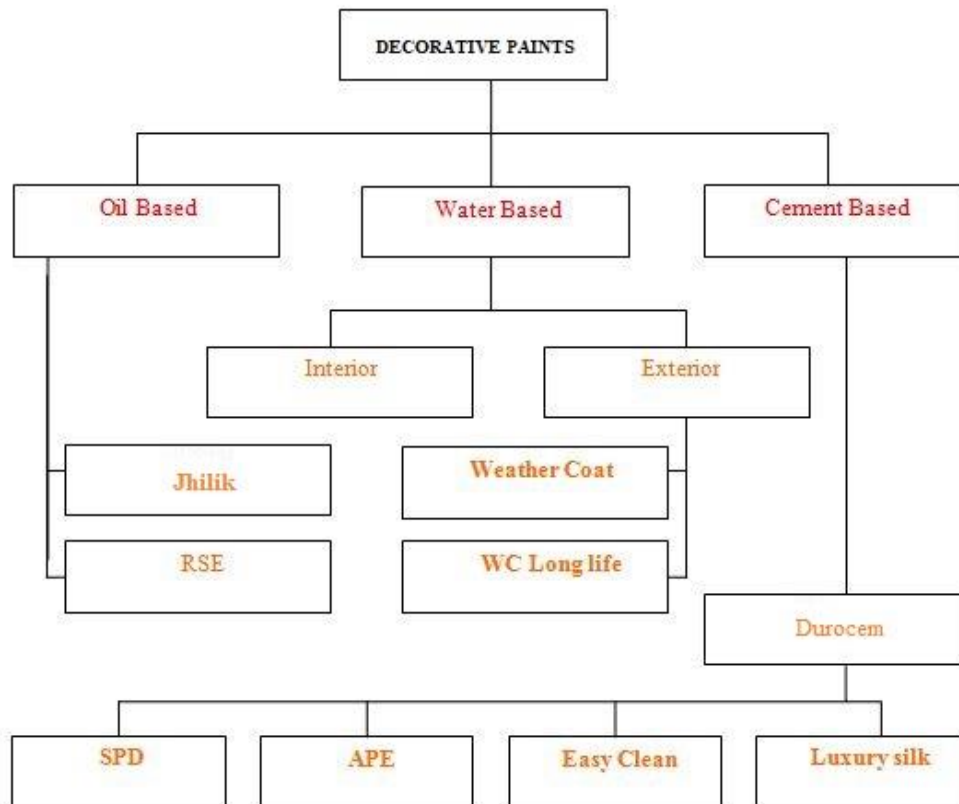 DECORATIVE PAINTS
Oil Based
Water Based
Cement Based
Interior
Exterior
Jhilik
Weather Coat
RSE
WC Long life
Durocem
SPD
APE
Easy Clean
Luxury silk